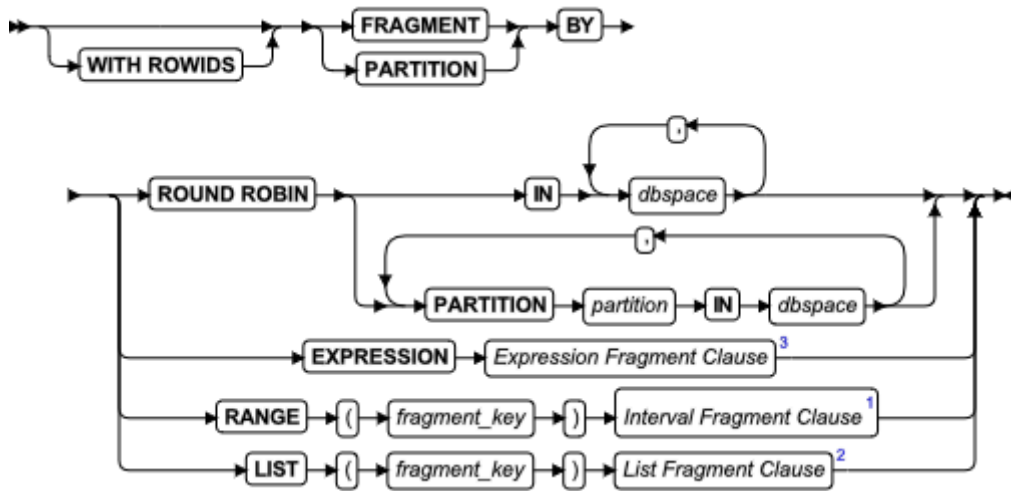 FRAGMENT BY
WITH ROWIDS PARTITION
,
ROUND ROBIN IN dbspace
,
PARTITION partition IN dbspace
EXPRESSION Expression Fragment Clause 3
RANGE ( fragment_key ) Interval Fragment Clause 1
LIST ( fragment_key ) List Fragment Clause 2